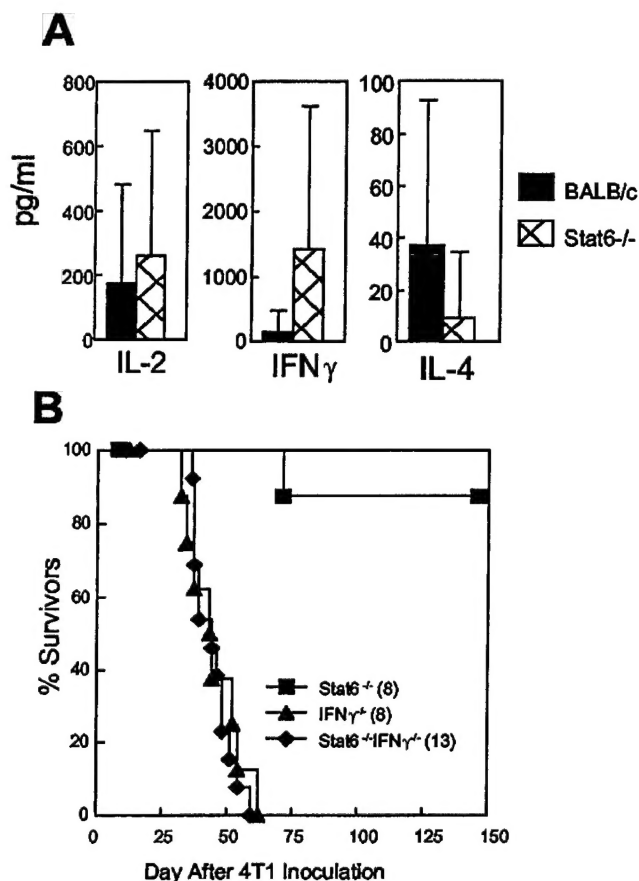 A
pg/ml
800
600
400
200
0
IL-2
4000
3000
2000
1000
0
IFNγ
100
80
60
40
20
0
IL-4
BALB/c
Stat6-/-
B
% Survivors
100
80
60
40
20
0
Stat6-/- (8)
IFNγ-/- (8)
Stat6-/-IFNγ-/- (13)
0 25 50 75 100 125 150
Day After 4T1 Inoculation